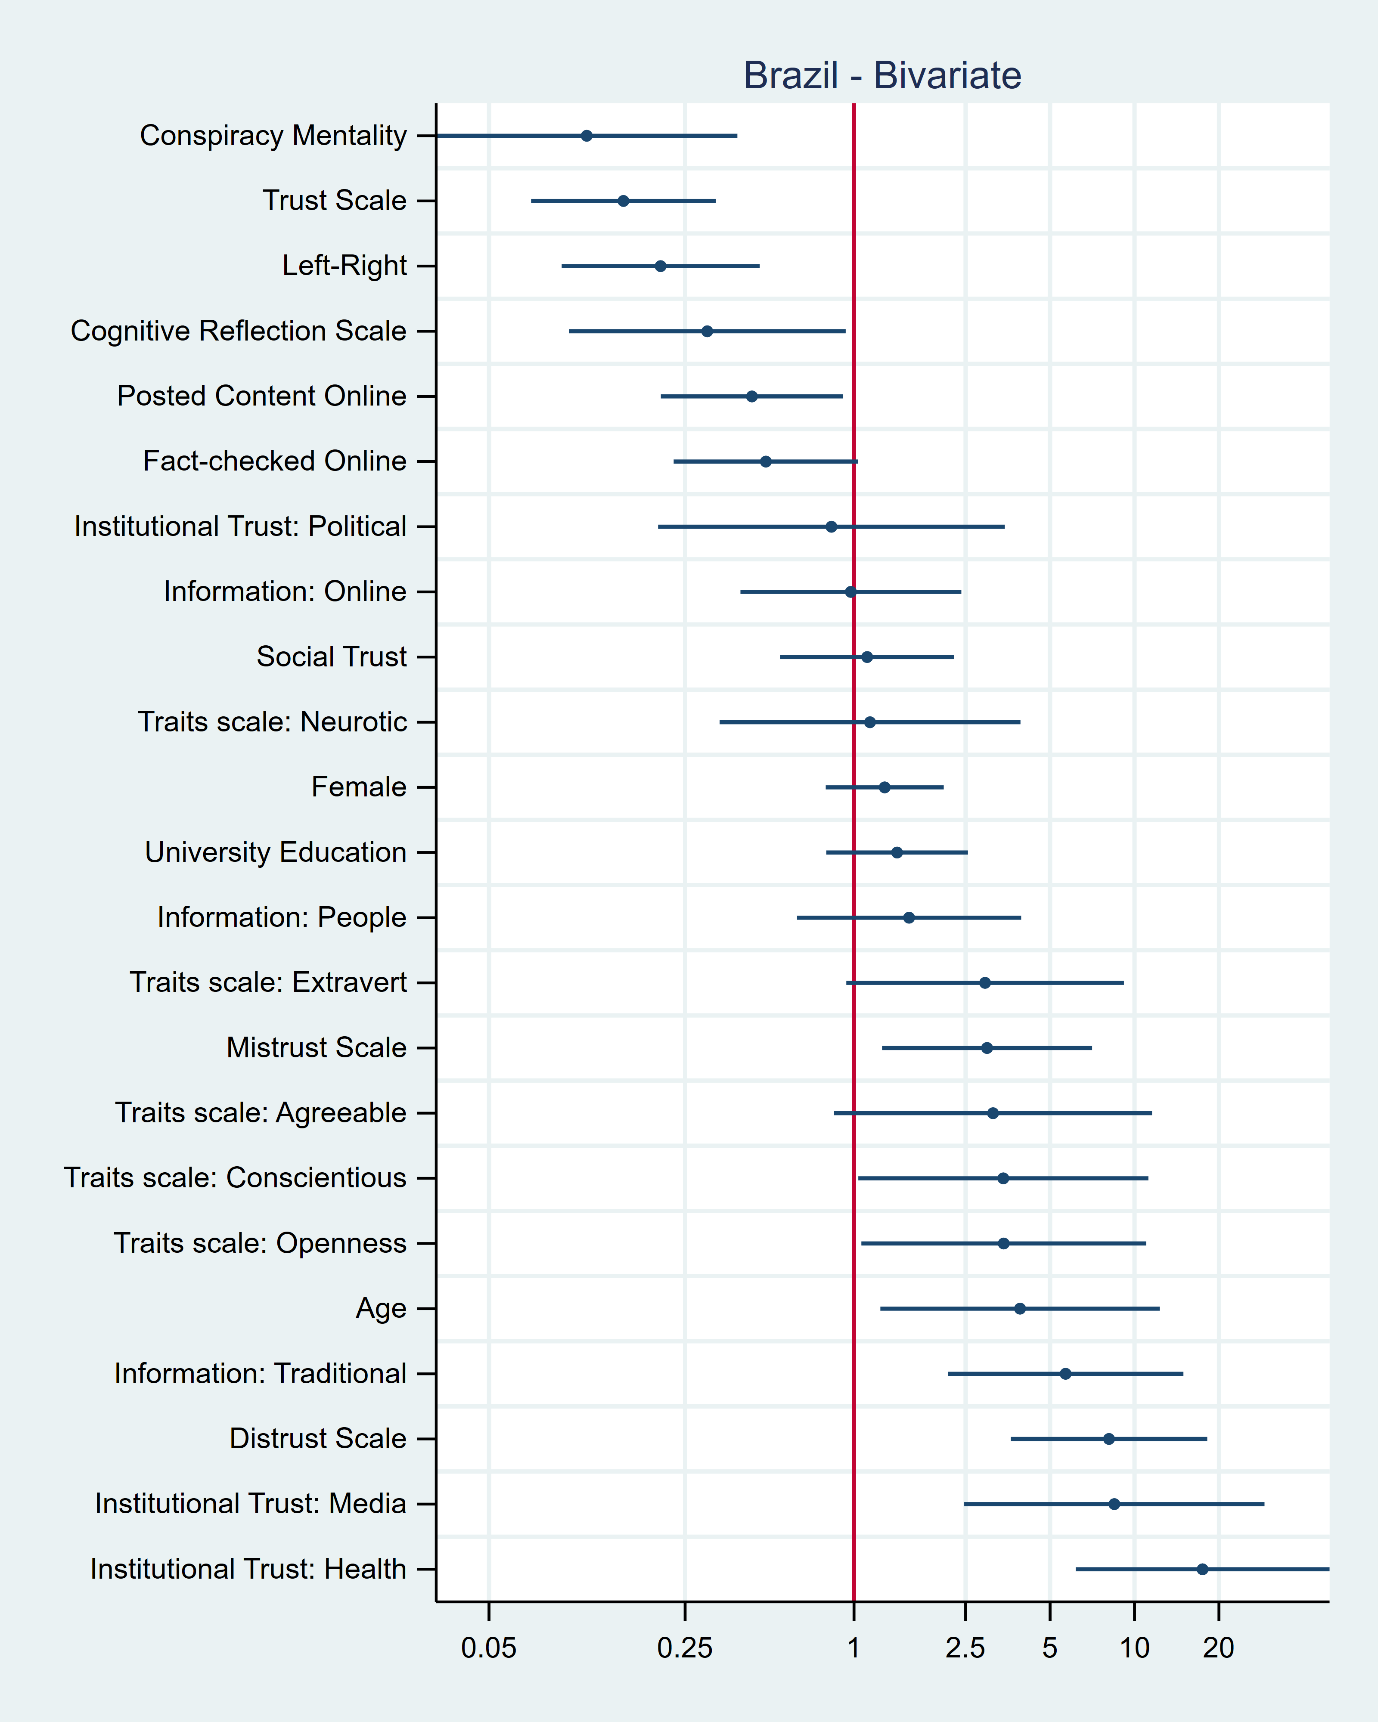 Brazil - Bivariate
Conspiracy Mentality
Trust Scale
Left-Right
Cognitive Reflection Scale
Posted Content Online
Fact-checked Online
Institutional Trust: Political
Information: Online
Social Trust
Traits scale: Neurotic
Female
University Education
Information: People
Traits scale: Extravert
Mistrust Scale
Traits scale: Agreeable
Traits scale: Conscientious
Traits scale: Openness
Age
Information: Traditional
Distrust Scale
Institutional Trust: Media
Institutional Trust: Health
0.05 0.25 1 2.5 5 10 20